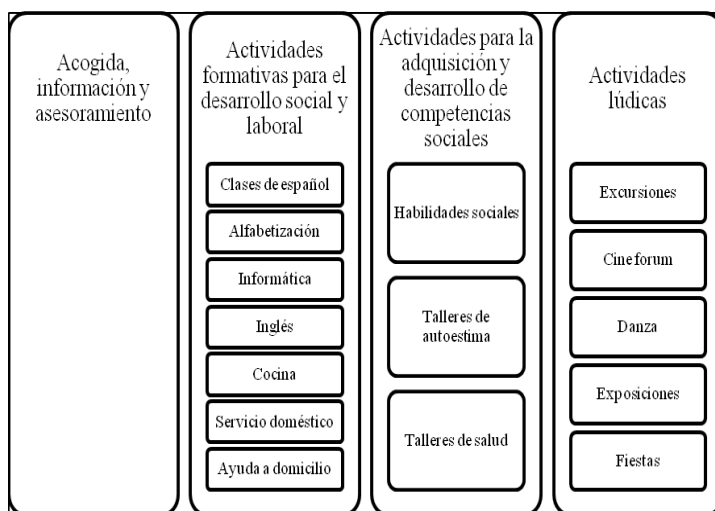 Acogida,
información y
asesoramiento
Actividades
formativas para el
desarrollo social y
laboral
Clases de español
Alfabetización
Informática
Inglés
Cocina
Servicio doméstico
Ayuda a domicilio
Actividades para la
adquisición y
desarrollo de
competencias
sociales
Habilidades sociales
Talleres de
autoestima
Talleres de salud
Actividades
lúdicas
Excursiones
Cine forum
Danza
Exposiciones
Fiestas